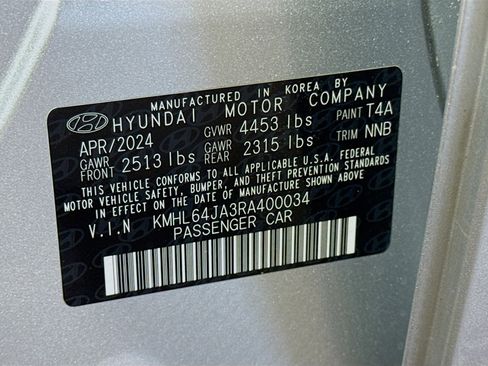 MANUFACTURED IN KOREA BY
HYUNDAI MOTOR COMPANY
APR/2024 GVWR 4453 lbs PAINT T4A
GAWR FRONT 2513 lbs GAWR REAR 2315 lbs TRIM NNB
THIS VEHICLE CONFORMS TO ALL APPLICABLE U.S.A. FEDERAL
MOTOR VEHICLE SAFETY, BUMPER, AND THEFT PREVENTION STANDARDS
IN EFFECT ON THE DATE OF MANUFACTURE SHOWN ABOVE.
V.I.N KMHL64JA3RA400034
PASSENGER CAR